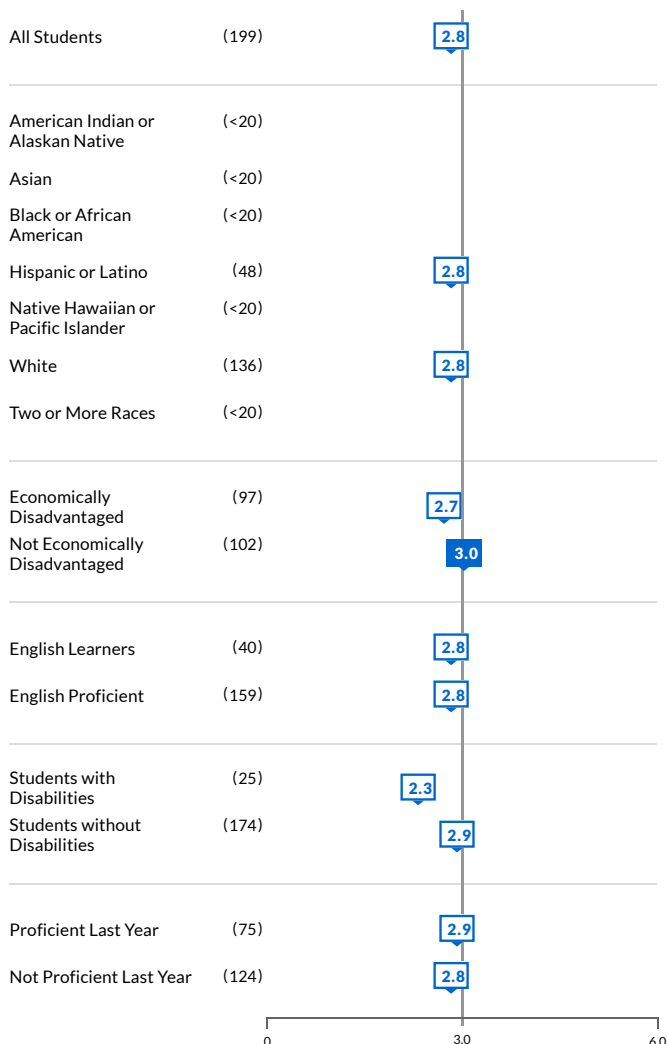 All Students (199) 2.8
American Indian or (<20)
Alaskan Native
Asian (<20)
Black or African (<20)
American
Hispanic or Latino (48) 2.8
Native Hawaiian or (<20)
Pacific Islander
White (136) 2.8
Two or More Races (<20)
Economically (97) 2.7
Disadvantaged
Not Economically (102) 3.0
Disadvantaged
English Learners (40) 2.8
English Proficient (159) 2.8
Students with (25) 2.3
Disabilities
Students without (174) 2.9
Disabilities
Proficient Last Year (75) 2.9
Not Proficient Last Year (124) 2.8
0 3.0 6.0